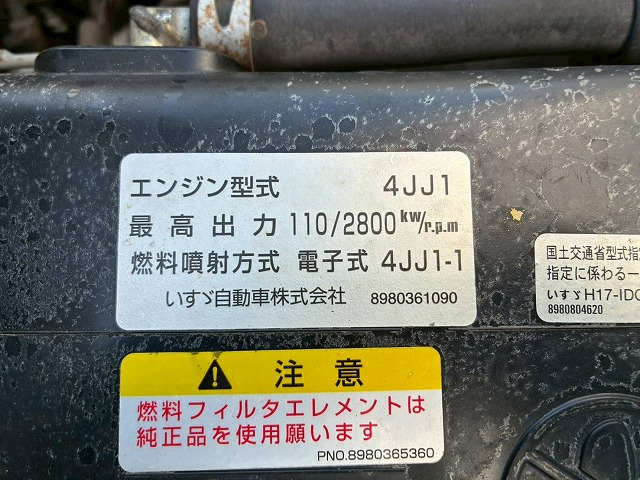 エンジン型式 4JJ1
最高出力 110/2800 kw/r.p.m
燃料噴射方式 電子式 4JJ1-1
いすゞ自動車株式会社 8980361090
国土交通省型式指
指定に係わる一
いすゞH17-IDC
8980804620
注意
燃料フィルタエレメントは
純正品を使用願います
PNO.8980365360